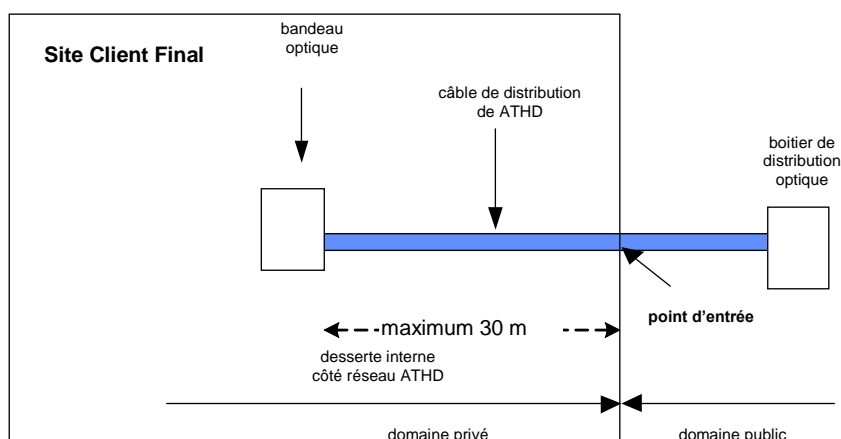 bandeau
optique
Site Client Final
câble de distribution
de ATHD
boitier de
distribution
optique
point d’entrée
maximum 30 m
desserte interne
côté réseau ATHD
domaine privé
domaine public